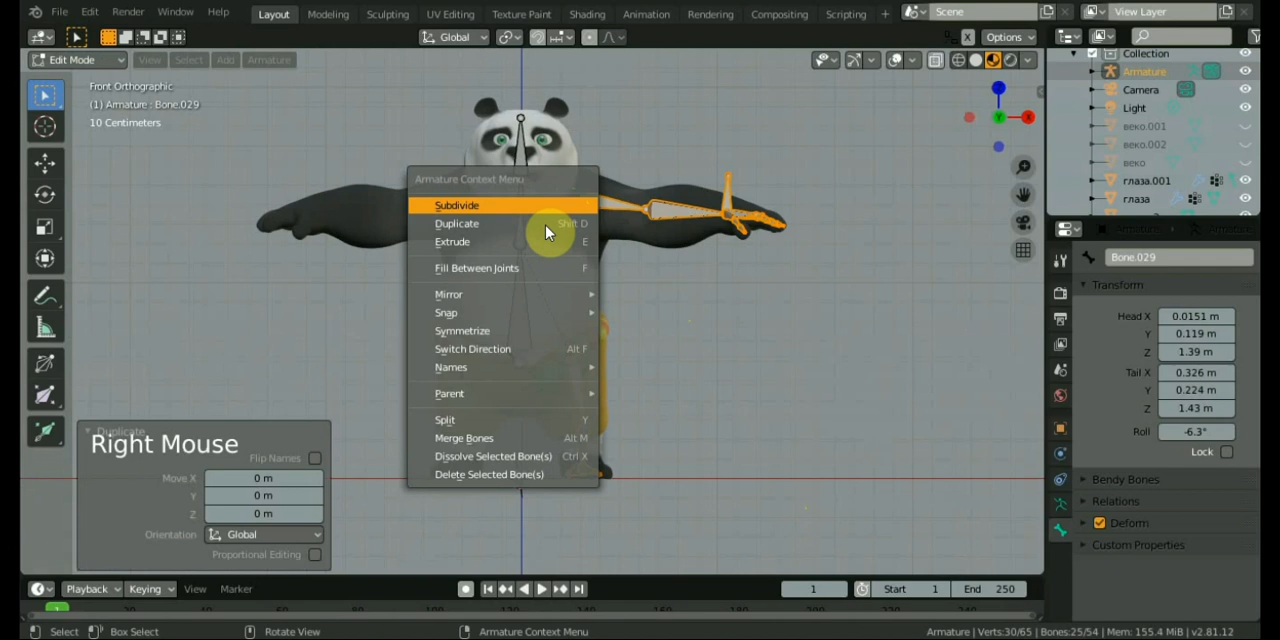 File Edit Render Window Help Layout Modeling Sculpting UV Editing Texture Paint Shading Animation Rendering Compositing Scripting + Scene View Layer
Global Options
Edit Mode View Select Add Armature
Front Orthographic
(1) Armature : Bone.029
10 Centimeters
Z
X
Y
Armature Context Menu
Subdivide
Duplicate Shift D
Extrude E
Fill Between Joints F
Mirror
Snap
Symmetrize
Switch Direction Alt F
Names
Parent
Split Y
Merge Bones Alt M
Dissolve Selected Bone(s) Ctrl X
Delete Selected Bone(s)
Duplicate
Right Mouse
Flip Names
Move X 0 m
Y 0 m
Z 0 m
Orientation Global
Proportional Editing
Collection
Armature
Camera
Light
веко.001
веко.002
веко
глаза.001
глаза
Armature
Bone.029
Transform
Head X 0.0151 m
Y 0.119 m
Z 1.39 m
Tail X 0.326 m
Y 0.224 m
Z 1.43 m
Roll -6.3°
Lock
Bendy Bones
Relations
Deform
Custom Properties
Playback Keying View Marker 1 Start 1 End 250
Select Box Select Rotate View Armature Context Menu Armature | Verts:30/65 | Bones:25/54 | Mem: 155.4 MiB | v2.81.12